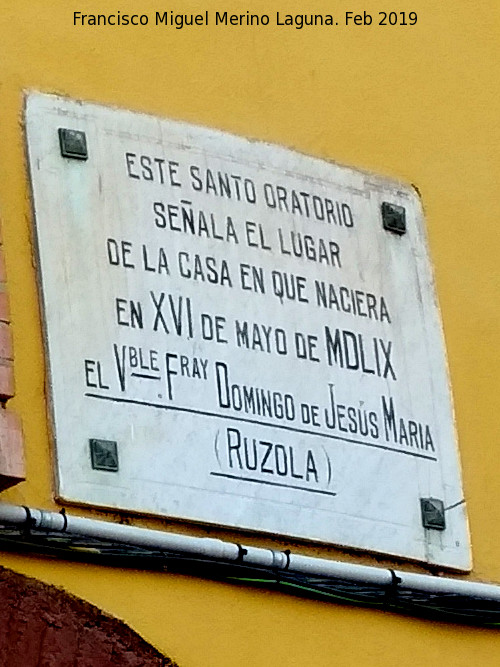 Francisco Miguel Merino Laguna. Feb 2019
ESTE SANTO ORATORIO
SEÑALA EL LUGAR
DE LA CASA EN QUE NACIERA
EN XVI DE MAYO DE MDLIX
EL VBLE. FRAY DOMINGO DE JESÚS MARIA
(RUZOLA)